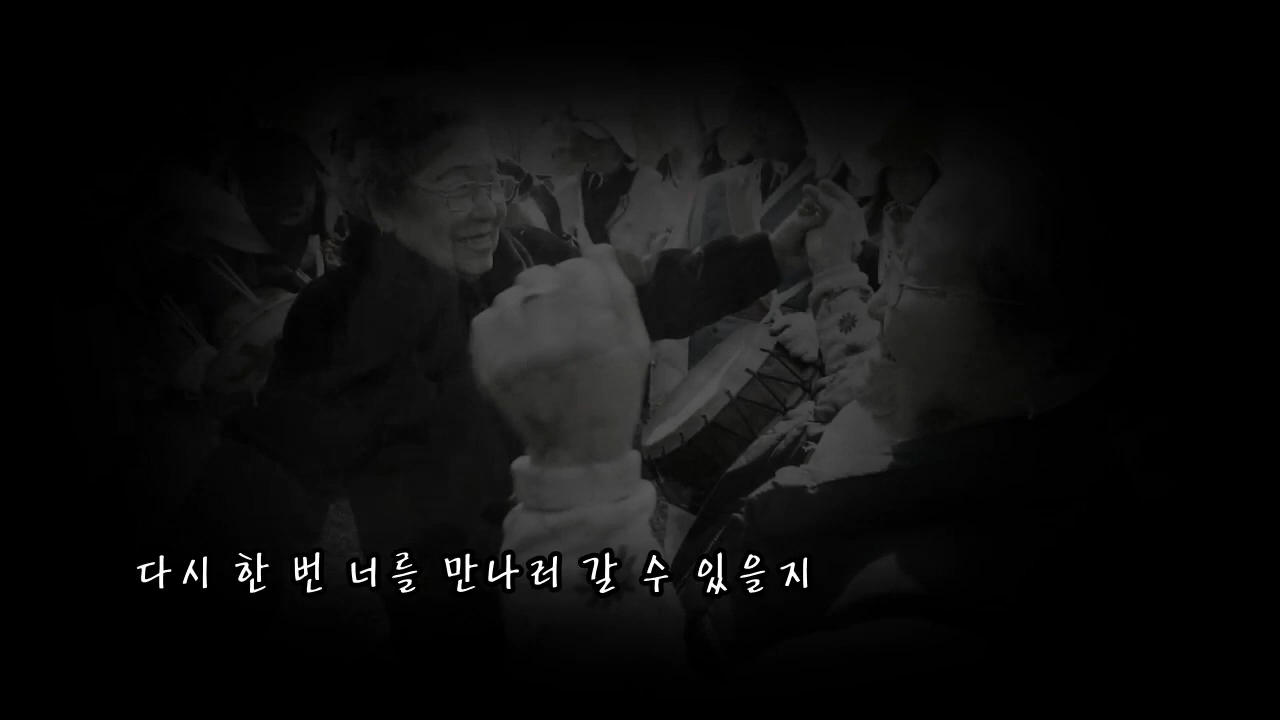 다시 한 번 너를 만나러 갈 수 있을지